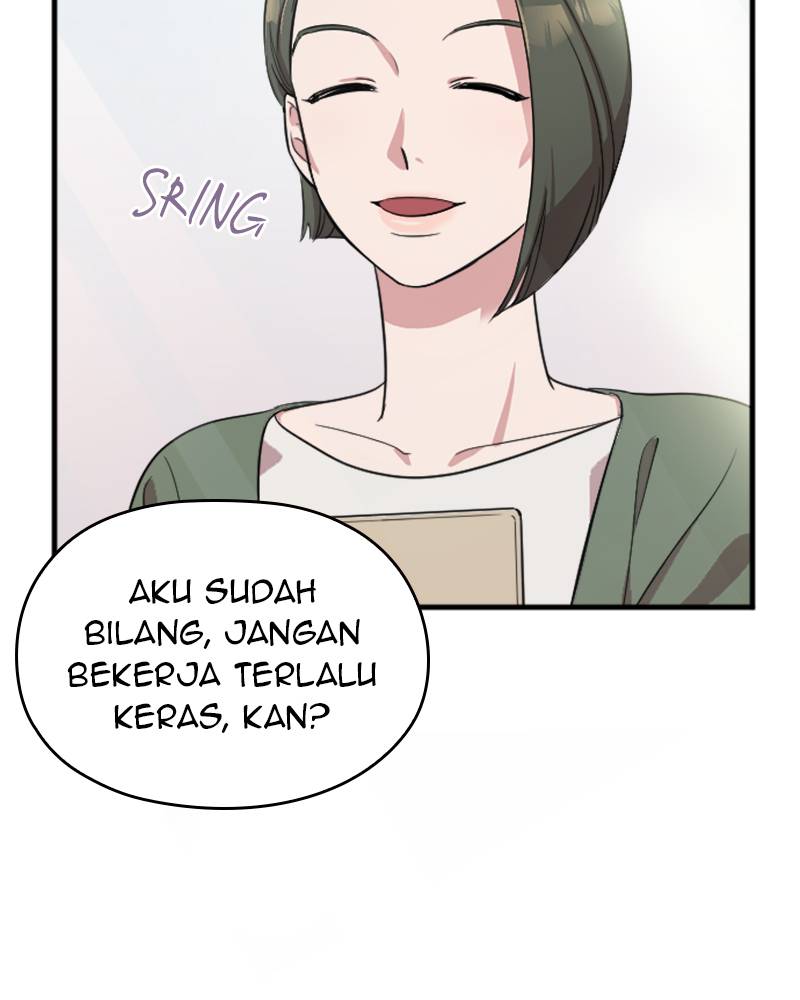 SRING
AKU SUDAH
BILANG, JANGAN
BEKERJA TERLALU
KERAS, KAN?